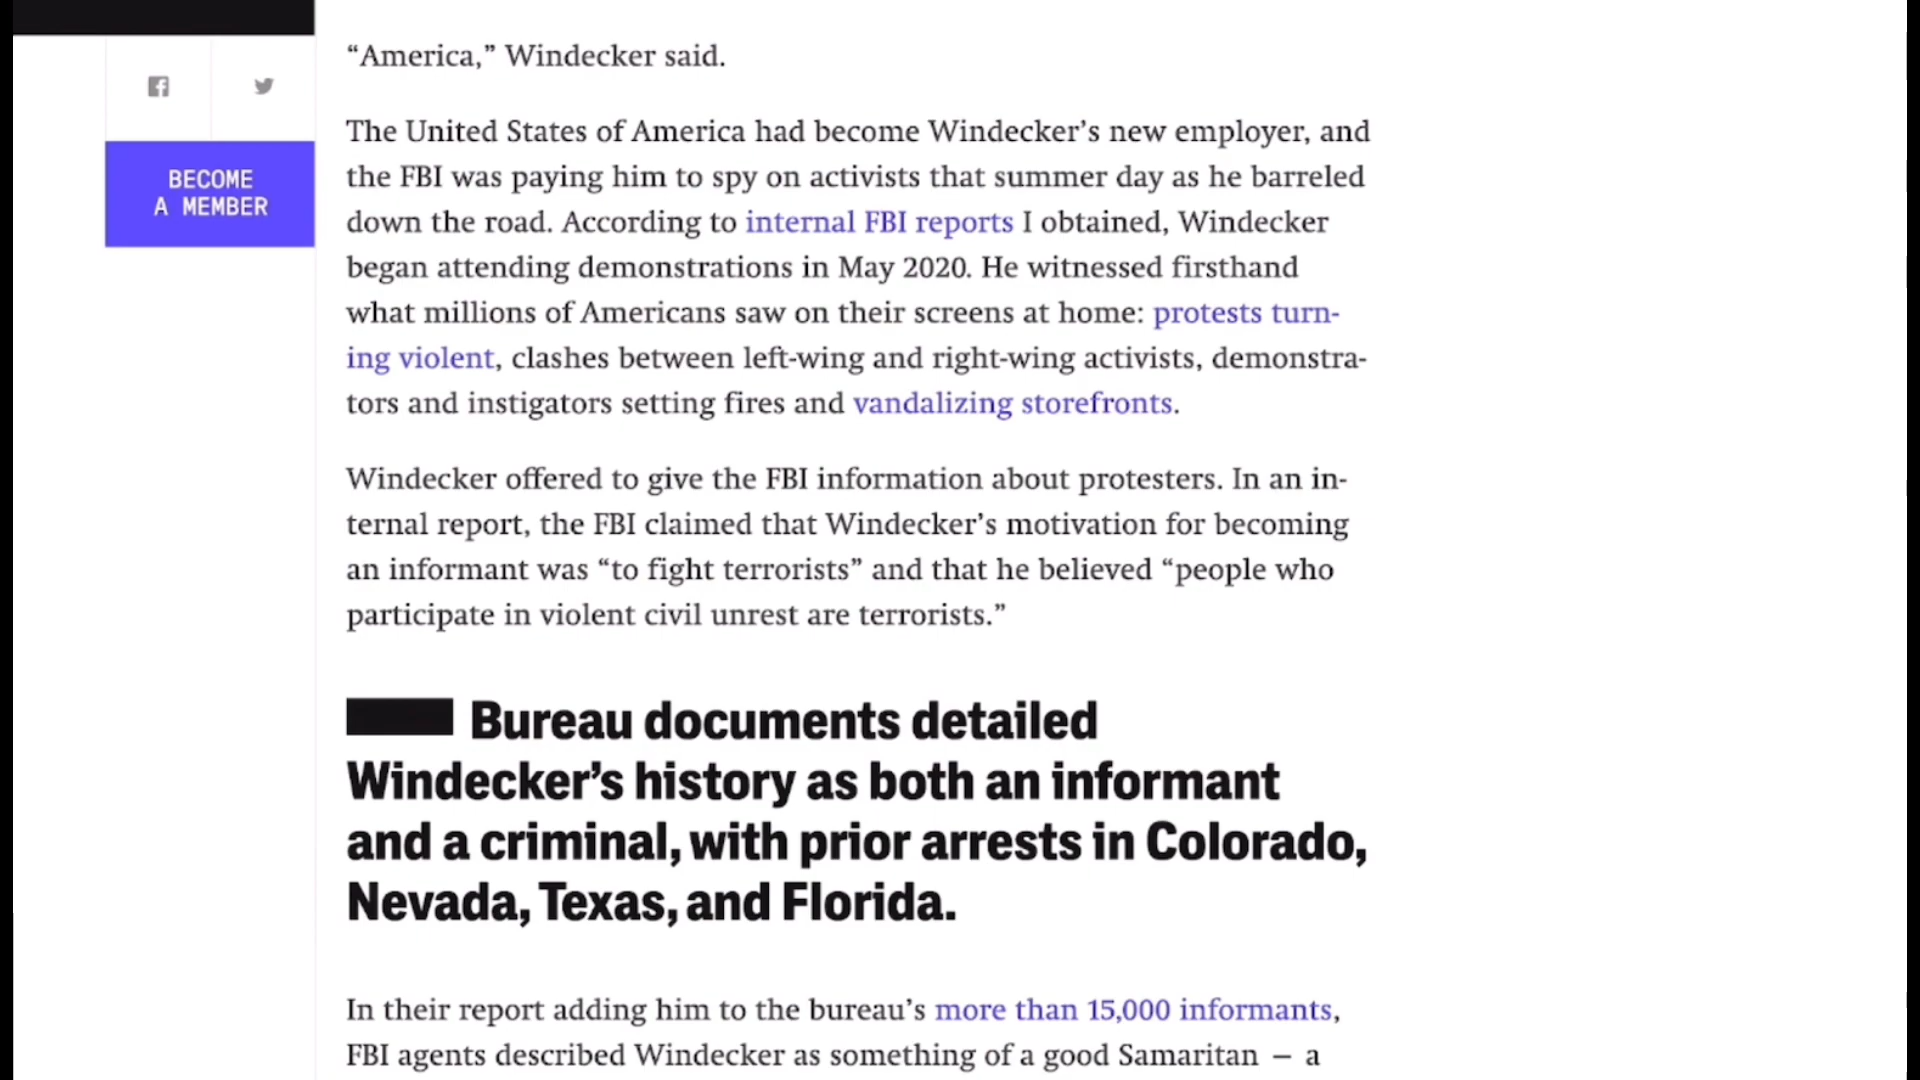 BECOME
A MEMBER
“America,” Windecker said.
The United States of America had become Windecker’s new employer, and
the FBI was paying him to spy on activists that summer day as he barreled
down the road. According to internal FBI reports I obtained, Windecker
began attending demonstrations in May 2020. He witnessed firsthand
what millions of Americans saw on their screens at home: protests turn-
ing violent, clashes between left-wing and right-wing activists, demonstra-
tors and instigators setting fires and vandalizing storefronts.
Windecker offered to give the FBI information about protesters. In an in-
ternal report, the FBI claimed that Windecker’s motivation for becoming
an informant was “to fight terrorists” and that he believed “people who
participate in violent civil unrest are terrorists.”
Bureau documents detailed
Windecker’s history as both an informant
and a criminal, with prior arrests in Colorado,
Nevada, Texas, and Florida.
In their report adding him to the bureau’s more than 15,000 informants,
FBI agents described Windecker as something of a good Samaritan — a